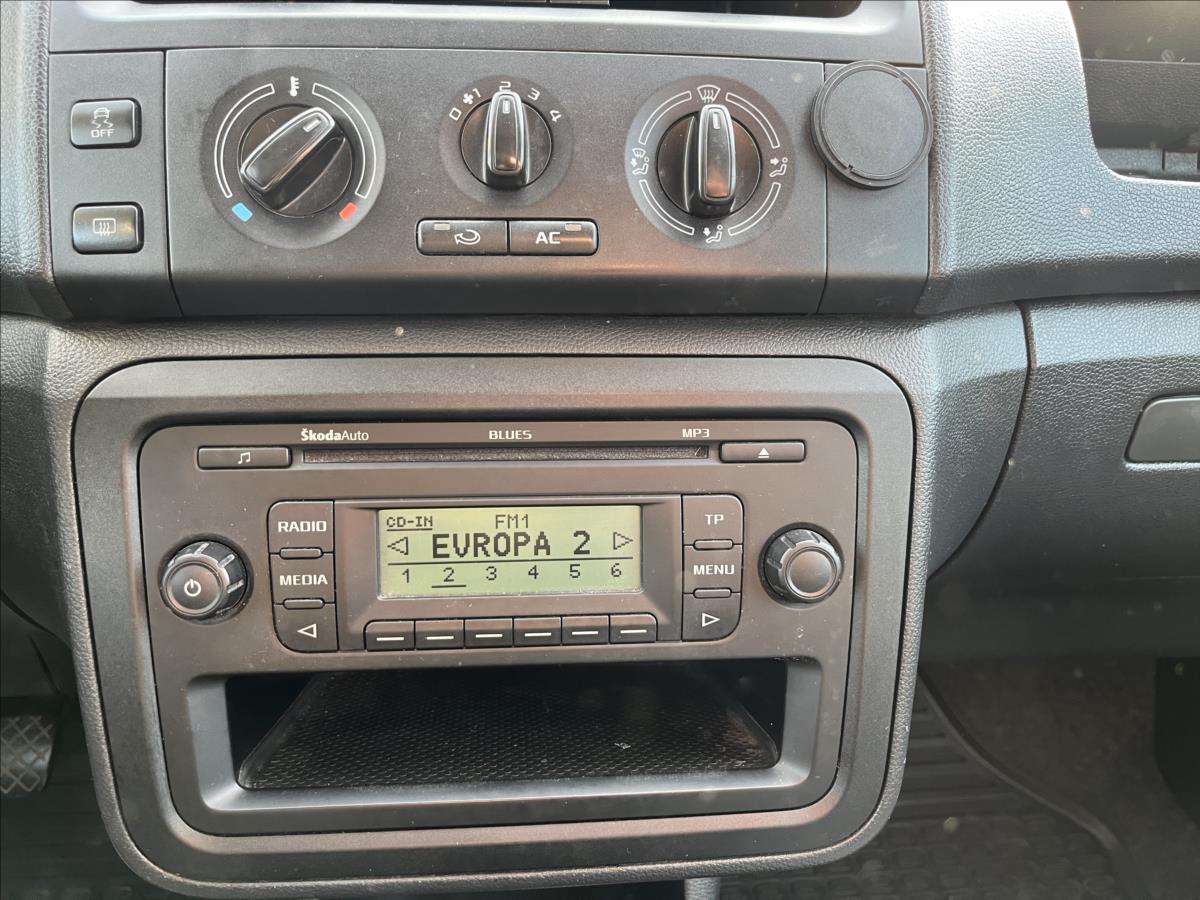 OFF
0 1 2 3 4
AC
ŠkodaAuto BLUES MP3
RADIO
MEDIA
CD-IN FM1
EVROPA 2
1 2 3 4 5 6
TP
MENU